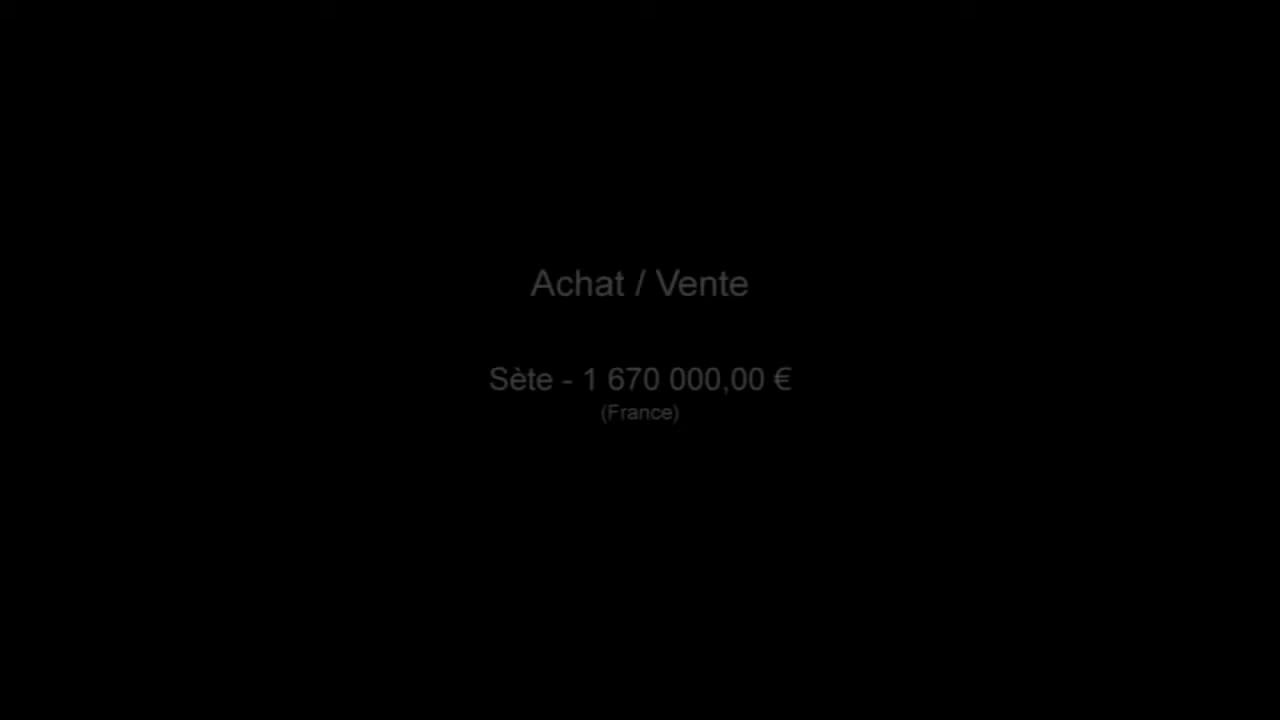 Achat / Vente
Sète - 1 670 000,00 €
(France)